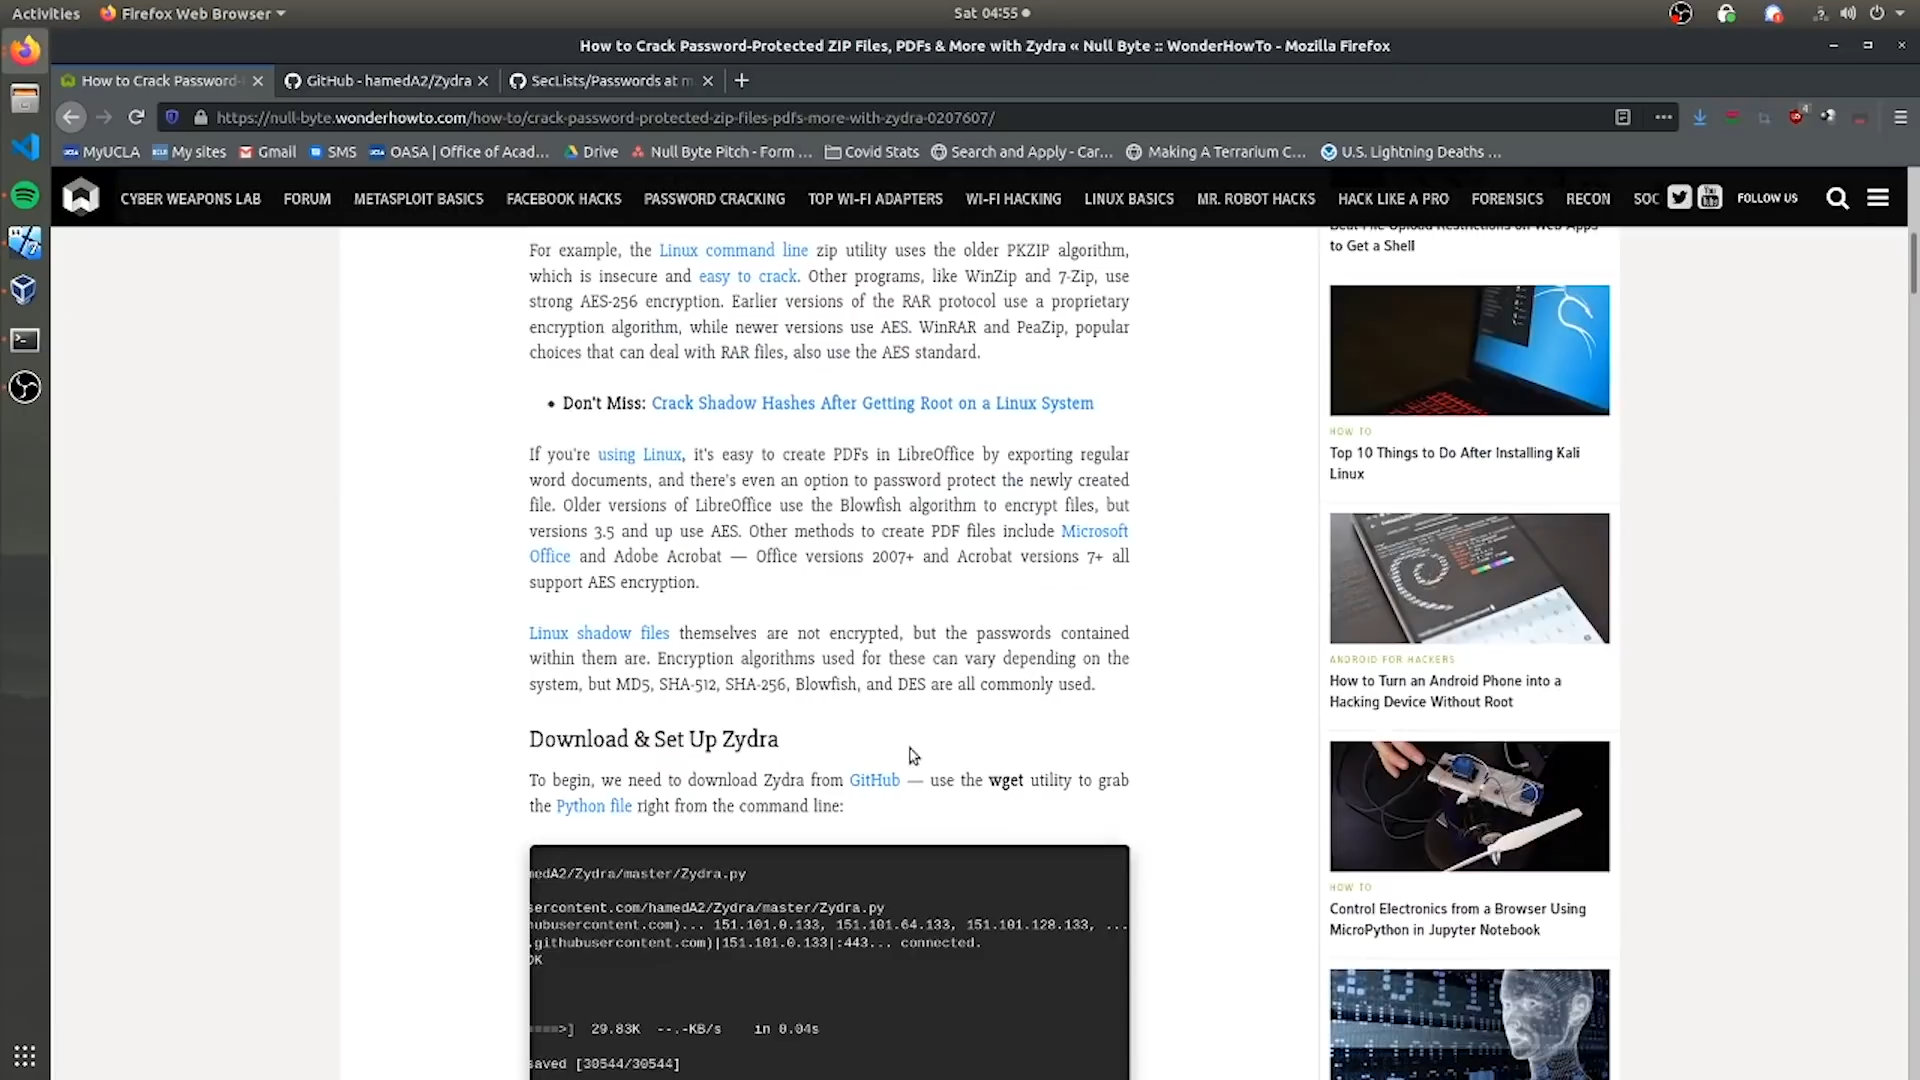 Activities
Firefox Web Browser
Sat 04:55
How to Crack Password-Protected ZIP Files, PDFs & More with Zydra « Null Byte :: WonderHowTo - Mozilla Firefox
How to Crack Password-
GitHub - hamedA2/Zydra
SecLists/Passwords at m
https://null-byte.wonderhowto.com/how-to/crack-password-protected-zip-files-pdfs-more-with-zydra-0207607/
4
MyUCLA
My sites
Gmail
SMS
OASA | Office of Acad...
Drive
Null Byte Pitch - Form ...
Covid Stats
Search and Apply - Car...
Making A Terrarium C...
U.S. Lightning Deaths ...
CYBER WEAPONS LAB
FORUM
METASPLOIT BASICS
FACEBOOK HACKS
PASSWORD CRACKING
TOP WI-FI ADAPTERS
WI-FI HACKING
LINUX BASICS
MR. ROBOT HACKS
HACK LIKE A PRO
FORENSICS
RECON
SOC
FOLLOW US
For example, the Linux command line zip utility uses the older PKZIP algorithm,
which is insecure and easy to crack. Other programs, like WinZip and 7-Zip, use
strong AES-256 encryption. Earlier versions of the RAR protocol use a proprietary
encryption algorithm, while newer versions use AES. WinRAR and PeaZip, popular
choices that can deal with RAR files, also use the AES standard.
• Don't Miss: Crack Shadow Hashes After Getting Root on a Linux System
If you're using Linux, it's easy to create PDFs in LibreOffice by exporting regular
word documents, and there's even an option to password protect the newly created
file. Older versions of LibreOffice use the Blowfish algorithm to encrypt files, but
versions 3.5 and up use AES. Other methods to create PDF files include Microsoft
Office and Adobe Acrobat — Office versions 2007+ and Acrobat versions 7+ all
support AES encryption.
Linux shadow files themselves are not encrypted, but the passwords contained
within them are. Encryption algorithms used for these can vary depending on the
system, but MD5, SHA-512, SHA-256, Blowfish, and DES are all commonly used.
Download & Set Up Zydra
To begin, we need to download Zydra from GitHub — use the wget utility to grab
the Python file right from the command line:
medA2/Zydra/master/Zydra.py
sercontent.com/hamedA2/Zydra/master/Zydra.py
hubusercontent.com)... 151.101.0.133, 151.101.64.133, 151.101.128.133, ...
.githubusercontent.com)|151.101.0.133|:443... connected.
OK
====>] 29.83K --.-KB/s in 0.04s
saved [30544/30544]
Beat File Upload Restrictions on Web Apps
to Get a Shell
HOW TO
Top 10 Things to Do After Installing Kali
Linux
ANDROID FOR HACKERS
How to Turn an Android Phone into a
Hacking Device Without Root
HOW TO
Control Electronics from a Browser Using
MicroPython in Jupyter Notebook